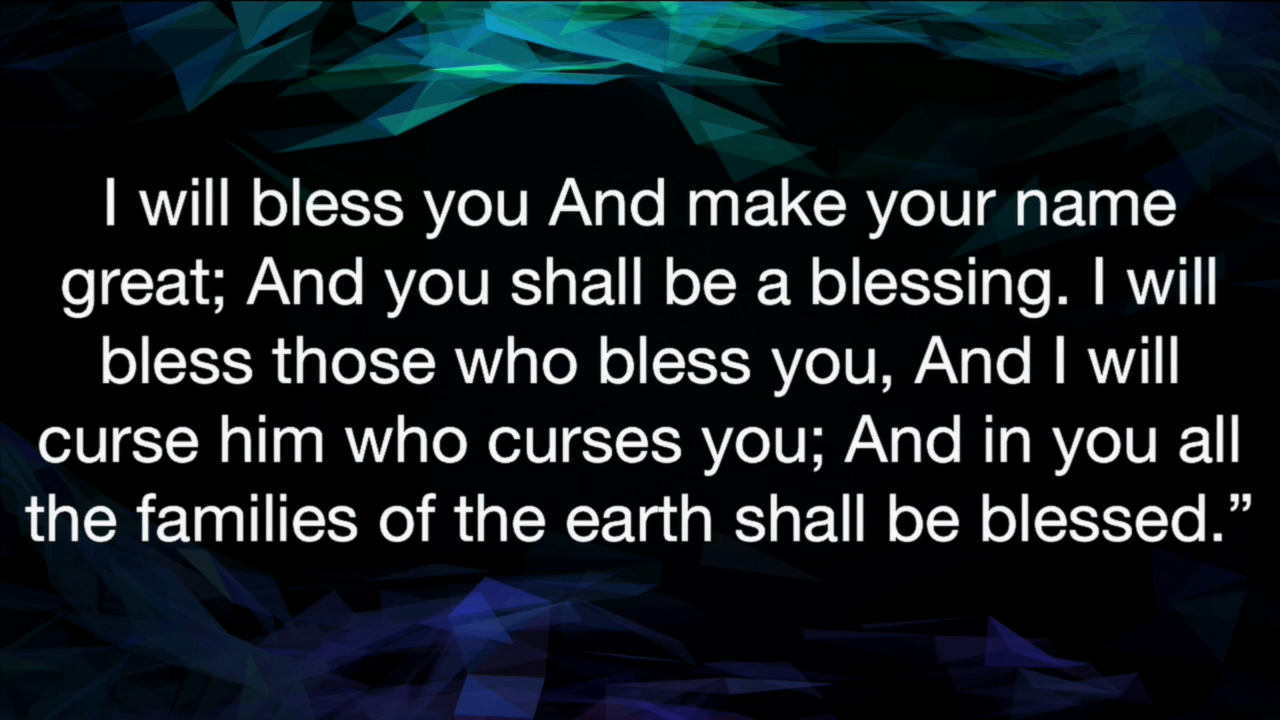 I will bless you And make your name
great; And you shall be a blessing. I will
bless those who bless you, And I will
curse him who curses you; And in you all
the families of the earth shall be blessed.”